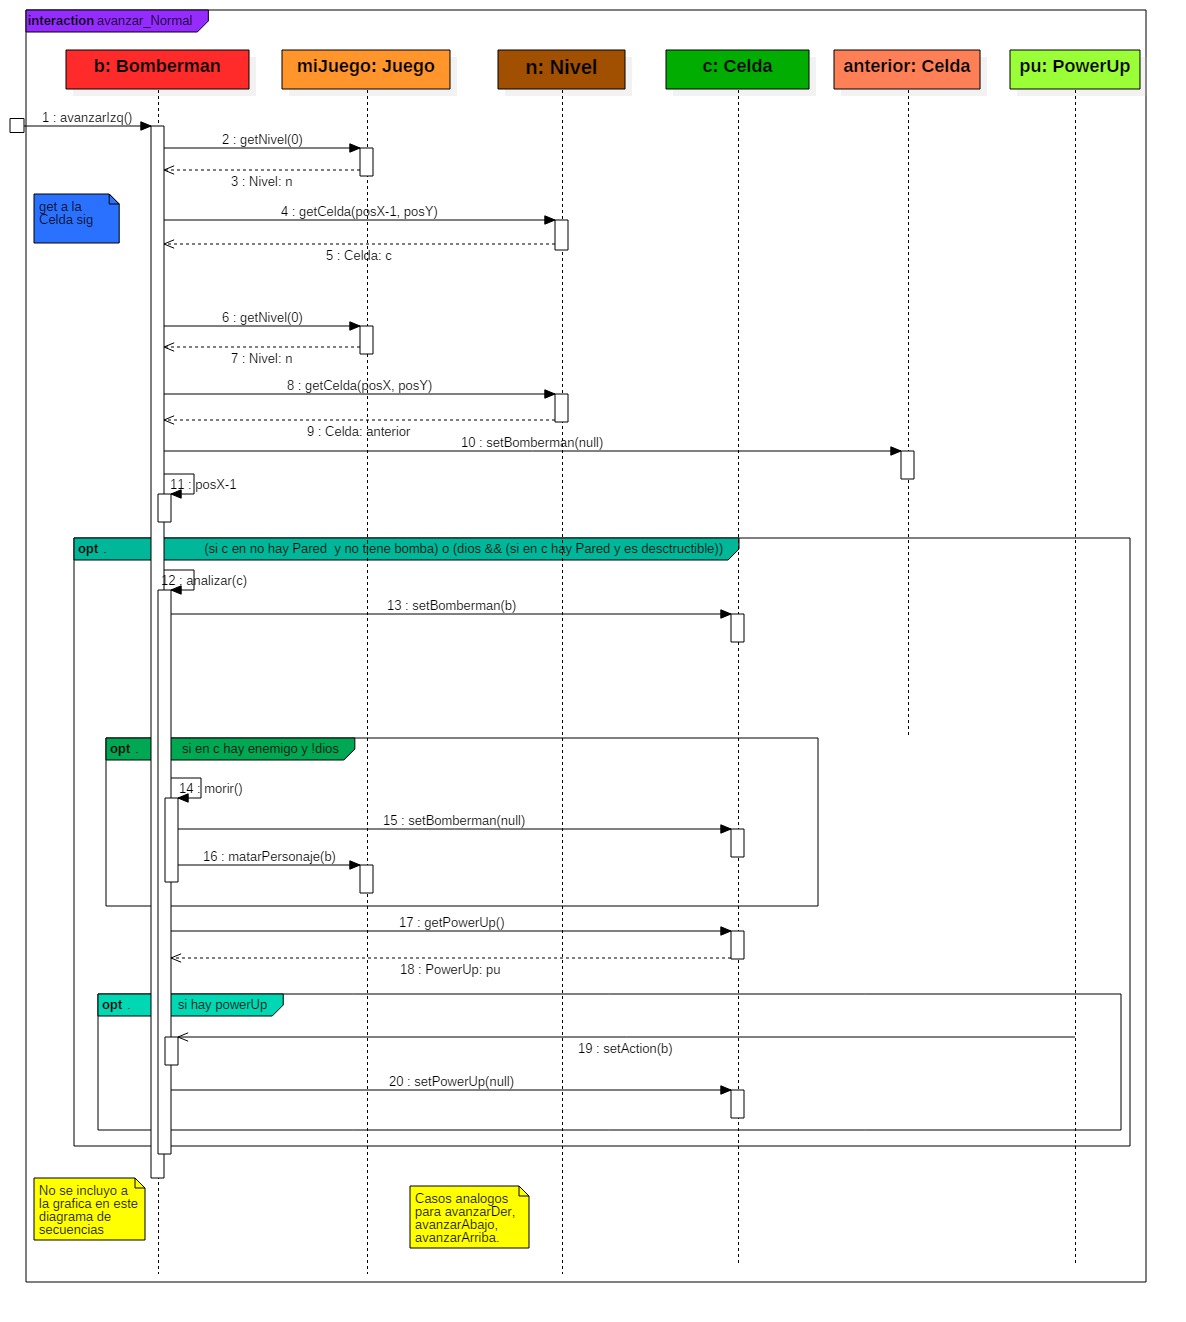 interaction avanzar_Normal
b: Bomberman
miJuego: Juego
n: Nivel
c: Celda
anterior: Celda
pu: PowerUp
1 : avanzarIzq()
2 : getNivel(0)
3 : Nivel: n
get a la
Celda sig
4 : getCelda(posX-1, posY)
5 : Celda: c
6 : getNivel(0)
7 : Nivel: n
8 : getCelda(posX, posY)
9 : Celda: anterior
10 : setBomberman(null)
11 : posX-1
opt . (si c en no hay Pared y no tiene bomba) o (dios && (si en c hay Pared y es desctructible))
12 : analizar(c)
13 : setBomberman(b)
opt . si en c hay enemigo y !dios
14 : morir()
15 : setBomberman(null)
16 : matarPersonaje(b)
17 : getPowerUp()
18 : PowerUp: pu
opt . si hay powerUp
19 : setAction(b)
20 : setPowerUp(null)
No se incluyo a
la grafica en este
diagrama de
secuencias
Casos analogos
para avanzarDer,
avanzarAbajo,
avanzarArriba.